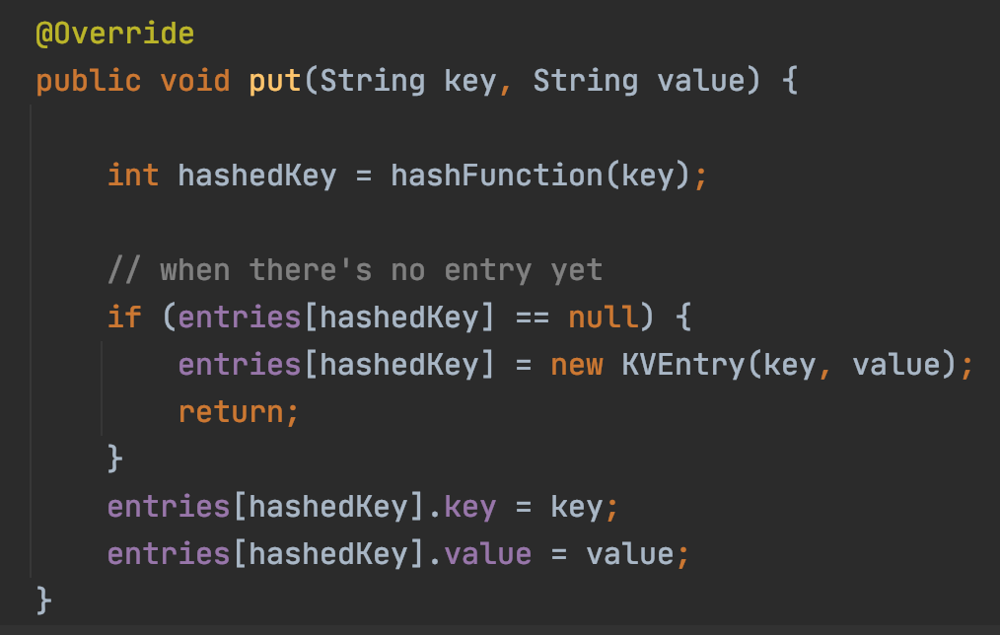 @Override
public void put(String key, String value) {
int hashedKey = hashFunction(key);
// when there's no entry yet
if (entries[hashedKey] == null) {
entries[hashedKey] = new KVEntry(key, value);
return;
}
entries[hashedKey].key = key;
entries[hashedKey].value = value;
}